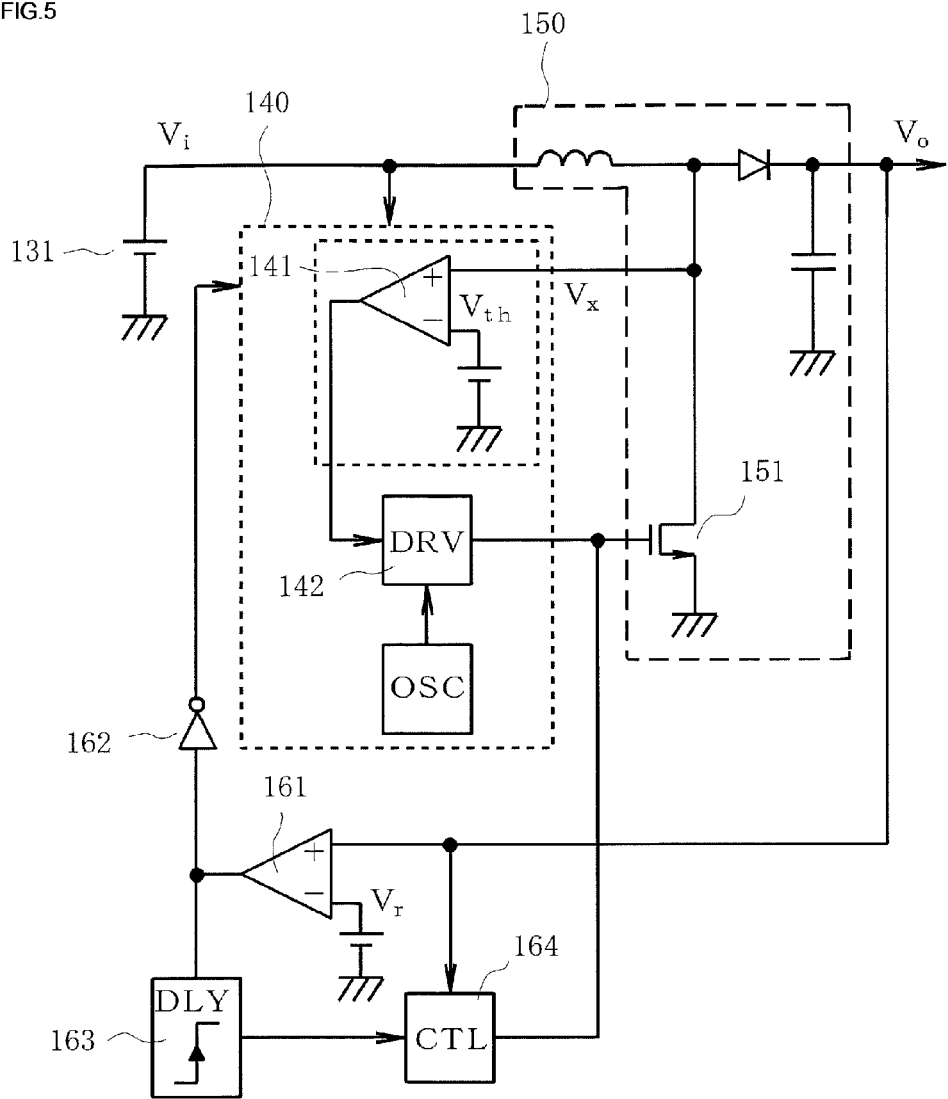 FIG.5
150
140
Vi
Vo
131
141
+
Vth
Vx
−
151
DRV
142
OSC
162
161
+
−
Vr
164
DLY
163
CTL